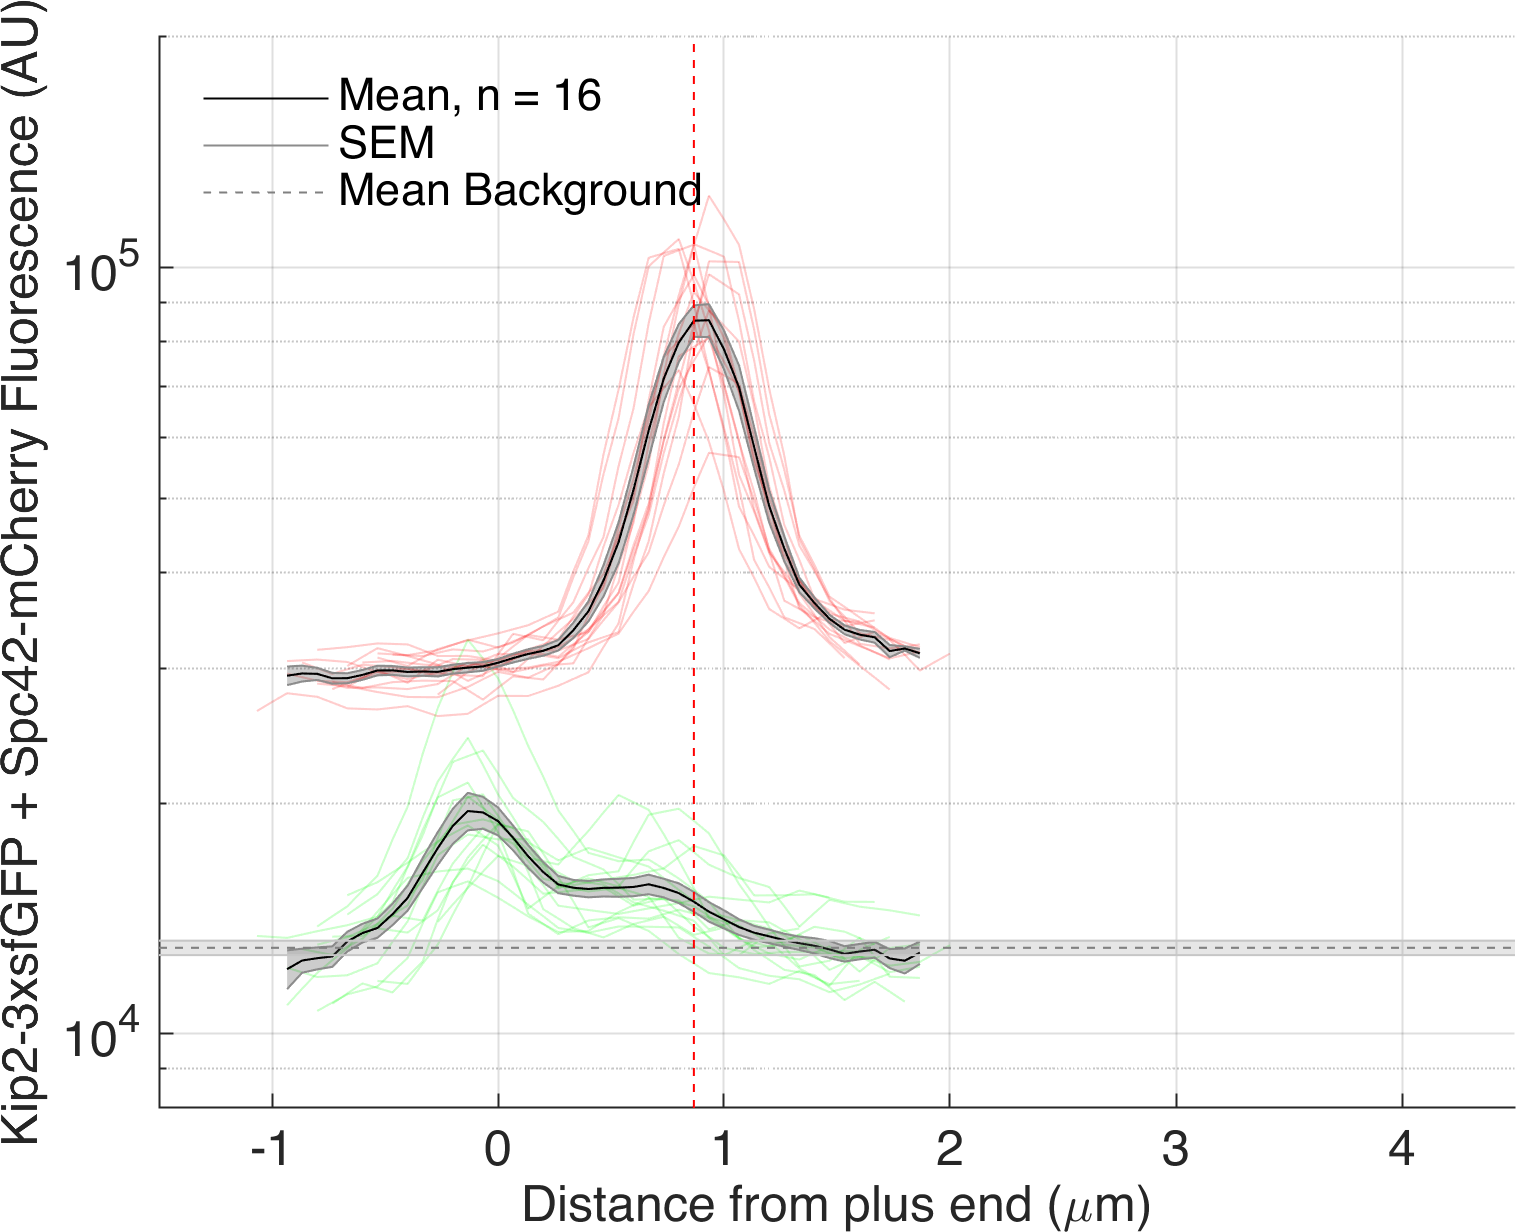 Kip2-3xsfGFP + Spc42-mCherry Fluorescence (AU)
Mean, n = 16
SEM
Mean Background
10^5
10^4
-1 0 1 2 3 4
Distance from plus end (μm)